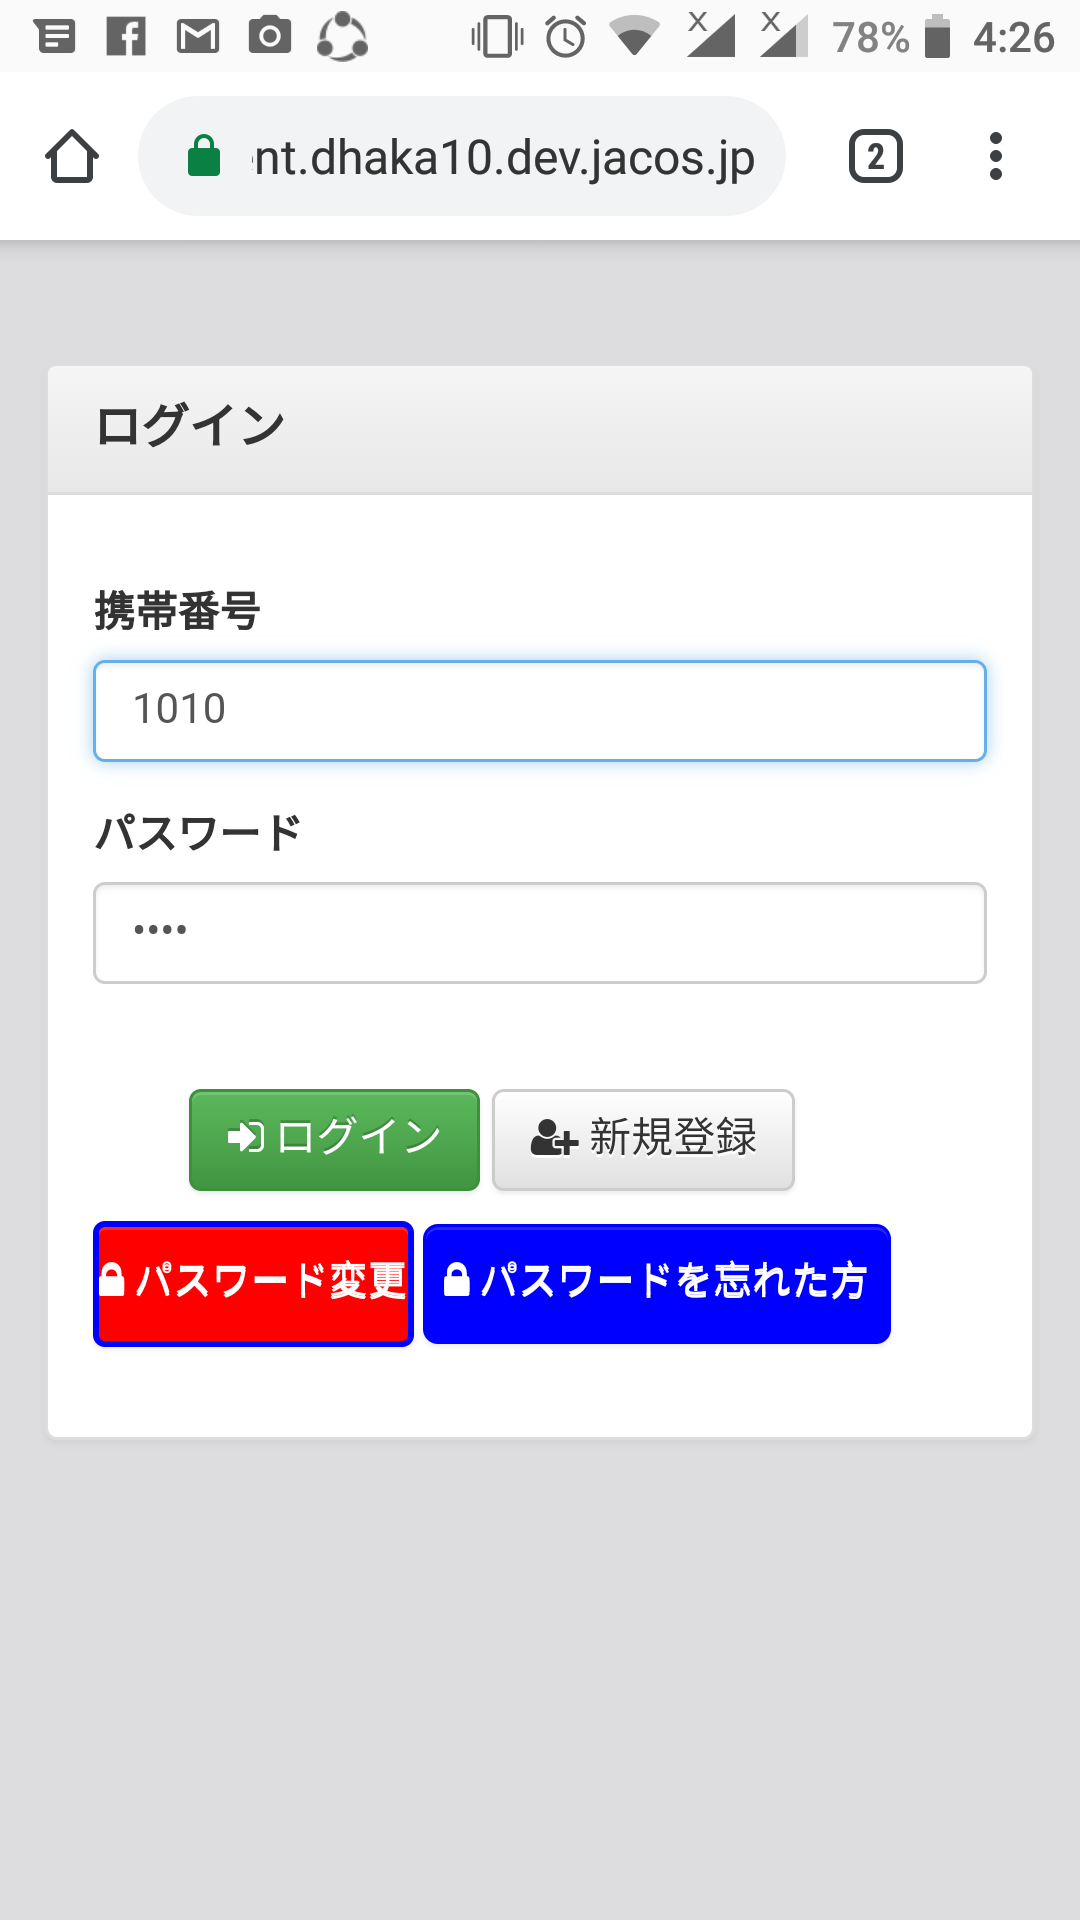 78% 4:26
nt.dhaka10.dev.jacos.jp 2
ログイン
携帯番号
1010
パスワード
••••
ログイン 新規登録
パスワード変更 パスワードを忘れた方